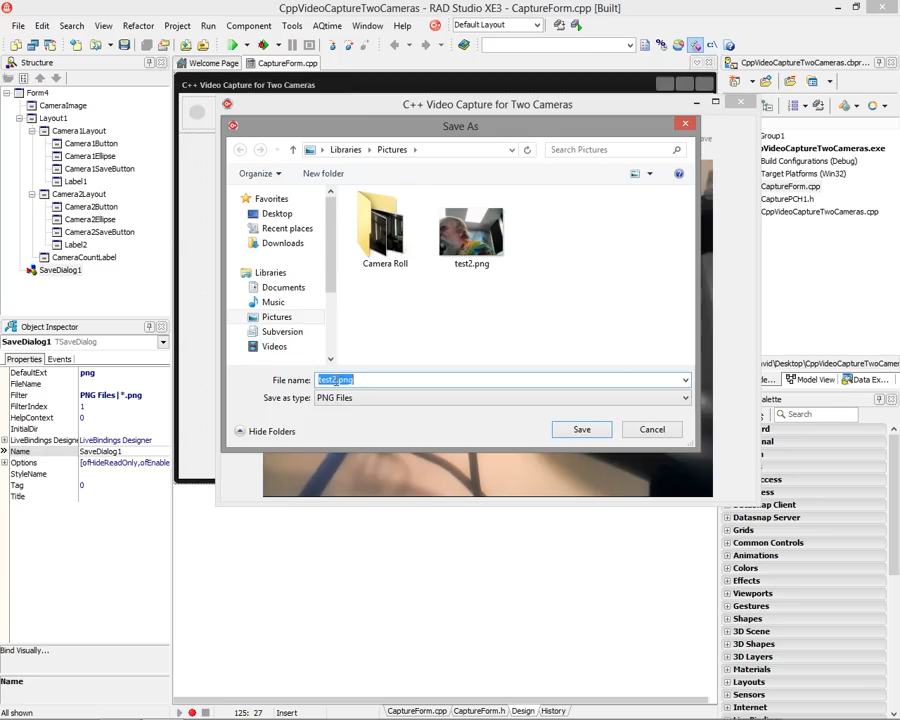 CppVideoCaptureTwoCameras - RAD Studio XE3 - CaptureForm.cpp [Built]
File Edit Search View Refactor Project Run Component Tools AQtime Window Help Default Layout
Structure
Welcome Page CaptureForm.cpp
CppVideoCaptureTwoCameras.cbpr...
Form4
CameraImage
Layout1
Camera1Layout
Camera1Button
Camera1Ellipse
Camera1SaveButton
Label1
Camera2Layout
Camera2Button
Camera2Ellipse
Camera2SaveButton
Label2
CameraCountLabel
SaveDialog1
C++ Video Capture for Two Cameras
C++ Video Capture for Two Cameras
Save As
Libraries Pictures
Search Pictures
Organize New folder
Favorites
Desktop
Recent places
Downloads
Libraries
Documents
Music
Pictures
Subversion
Videos
Camera Roll
test2.png
File name: test2.png
Save as type: PNG Files
Hide Folders
Save Cancel
Group1
pVideoCaptureTwoCameras.exe
Build Configurations (Debug)
Target Platforms (Win32)
CaptureForm.cpp
CapturePCH1.h
CppVideoCaptureTwoCameras.cpp
avid\Desktop\CppVideoCaptureTwoCamer
Model View Data Ex...
Search
Datasnap Server
Grids
Common Controls
Animations
Colors
Effects
Viewports
Gestures
Shapes
3D Scene
3D Shapes
3D Layers
Materials
Layouts
Sensors
Internet
Object Inspector
SaveDialog1 TSaveDialog
Properties Events
DefaultExt png
FileName
Filter PNG Files|*.png
FilterIndex 1
HelpContext 0
InitialDir
LiveBindings Designer LiveBindings Designer
Name SaveDialog1
Options [ofHideReadOnly,ofEnable
StyleName
Tag 0
Title
Bind Visually...
Name
All shown
125: 27 Insert
CaptureForm.cpp CaptureForm.h Design History